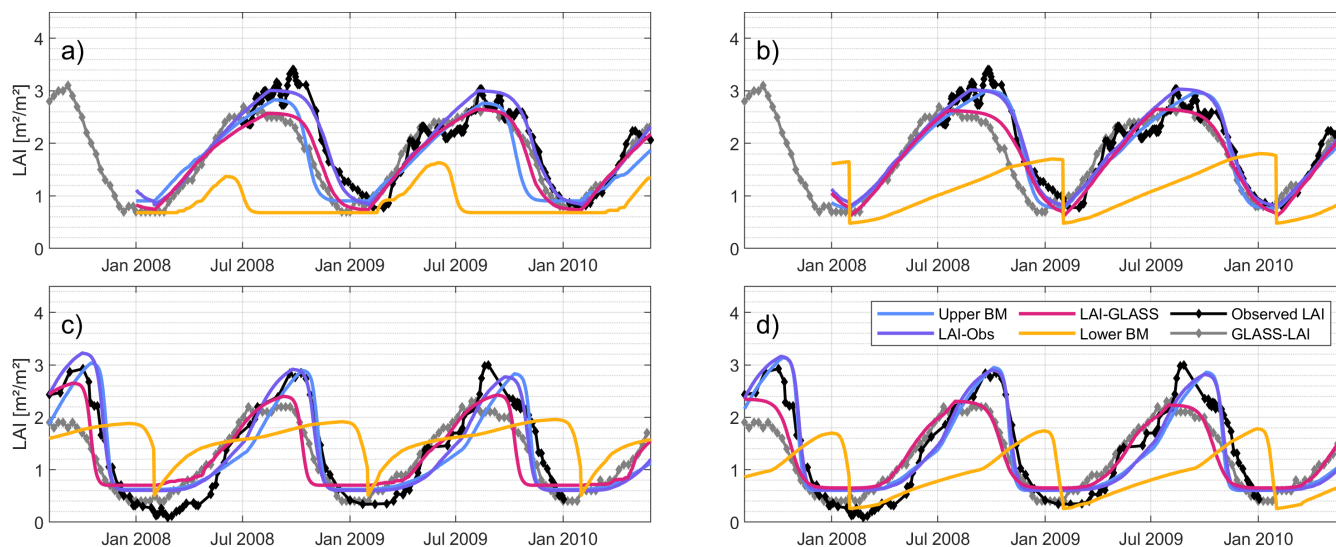 a)
LAI [m²/m²]
4
3
2
1
0
Jan 2008 Jul 2008 Jan 2009 Jul 2009 Jan 2010
b)
4
3
2
1
0
Jan 2008 Jul 2008 Jan 2009 Jul 2009 Jan 2010
c)
LAI [m²/m²]
4
3
2
1
0
Jan 2008 Jul 2008 Jan 2009 Jul 2009 Jan 2010
d)
4
3
2
1
0
Upper BM LAI-GLASS Observed LAI
LAI-Obs Lower BM GLASS-LAI
Jan 2008 Jul 2008 Jan 2009 Jul 2009 Jan 2010